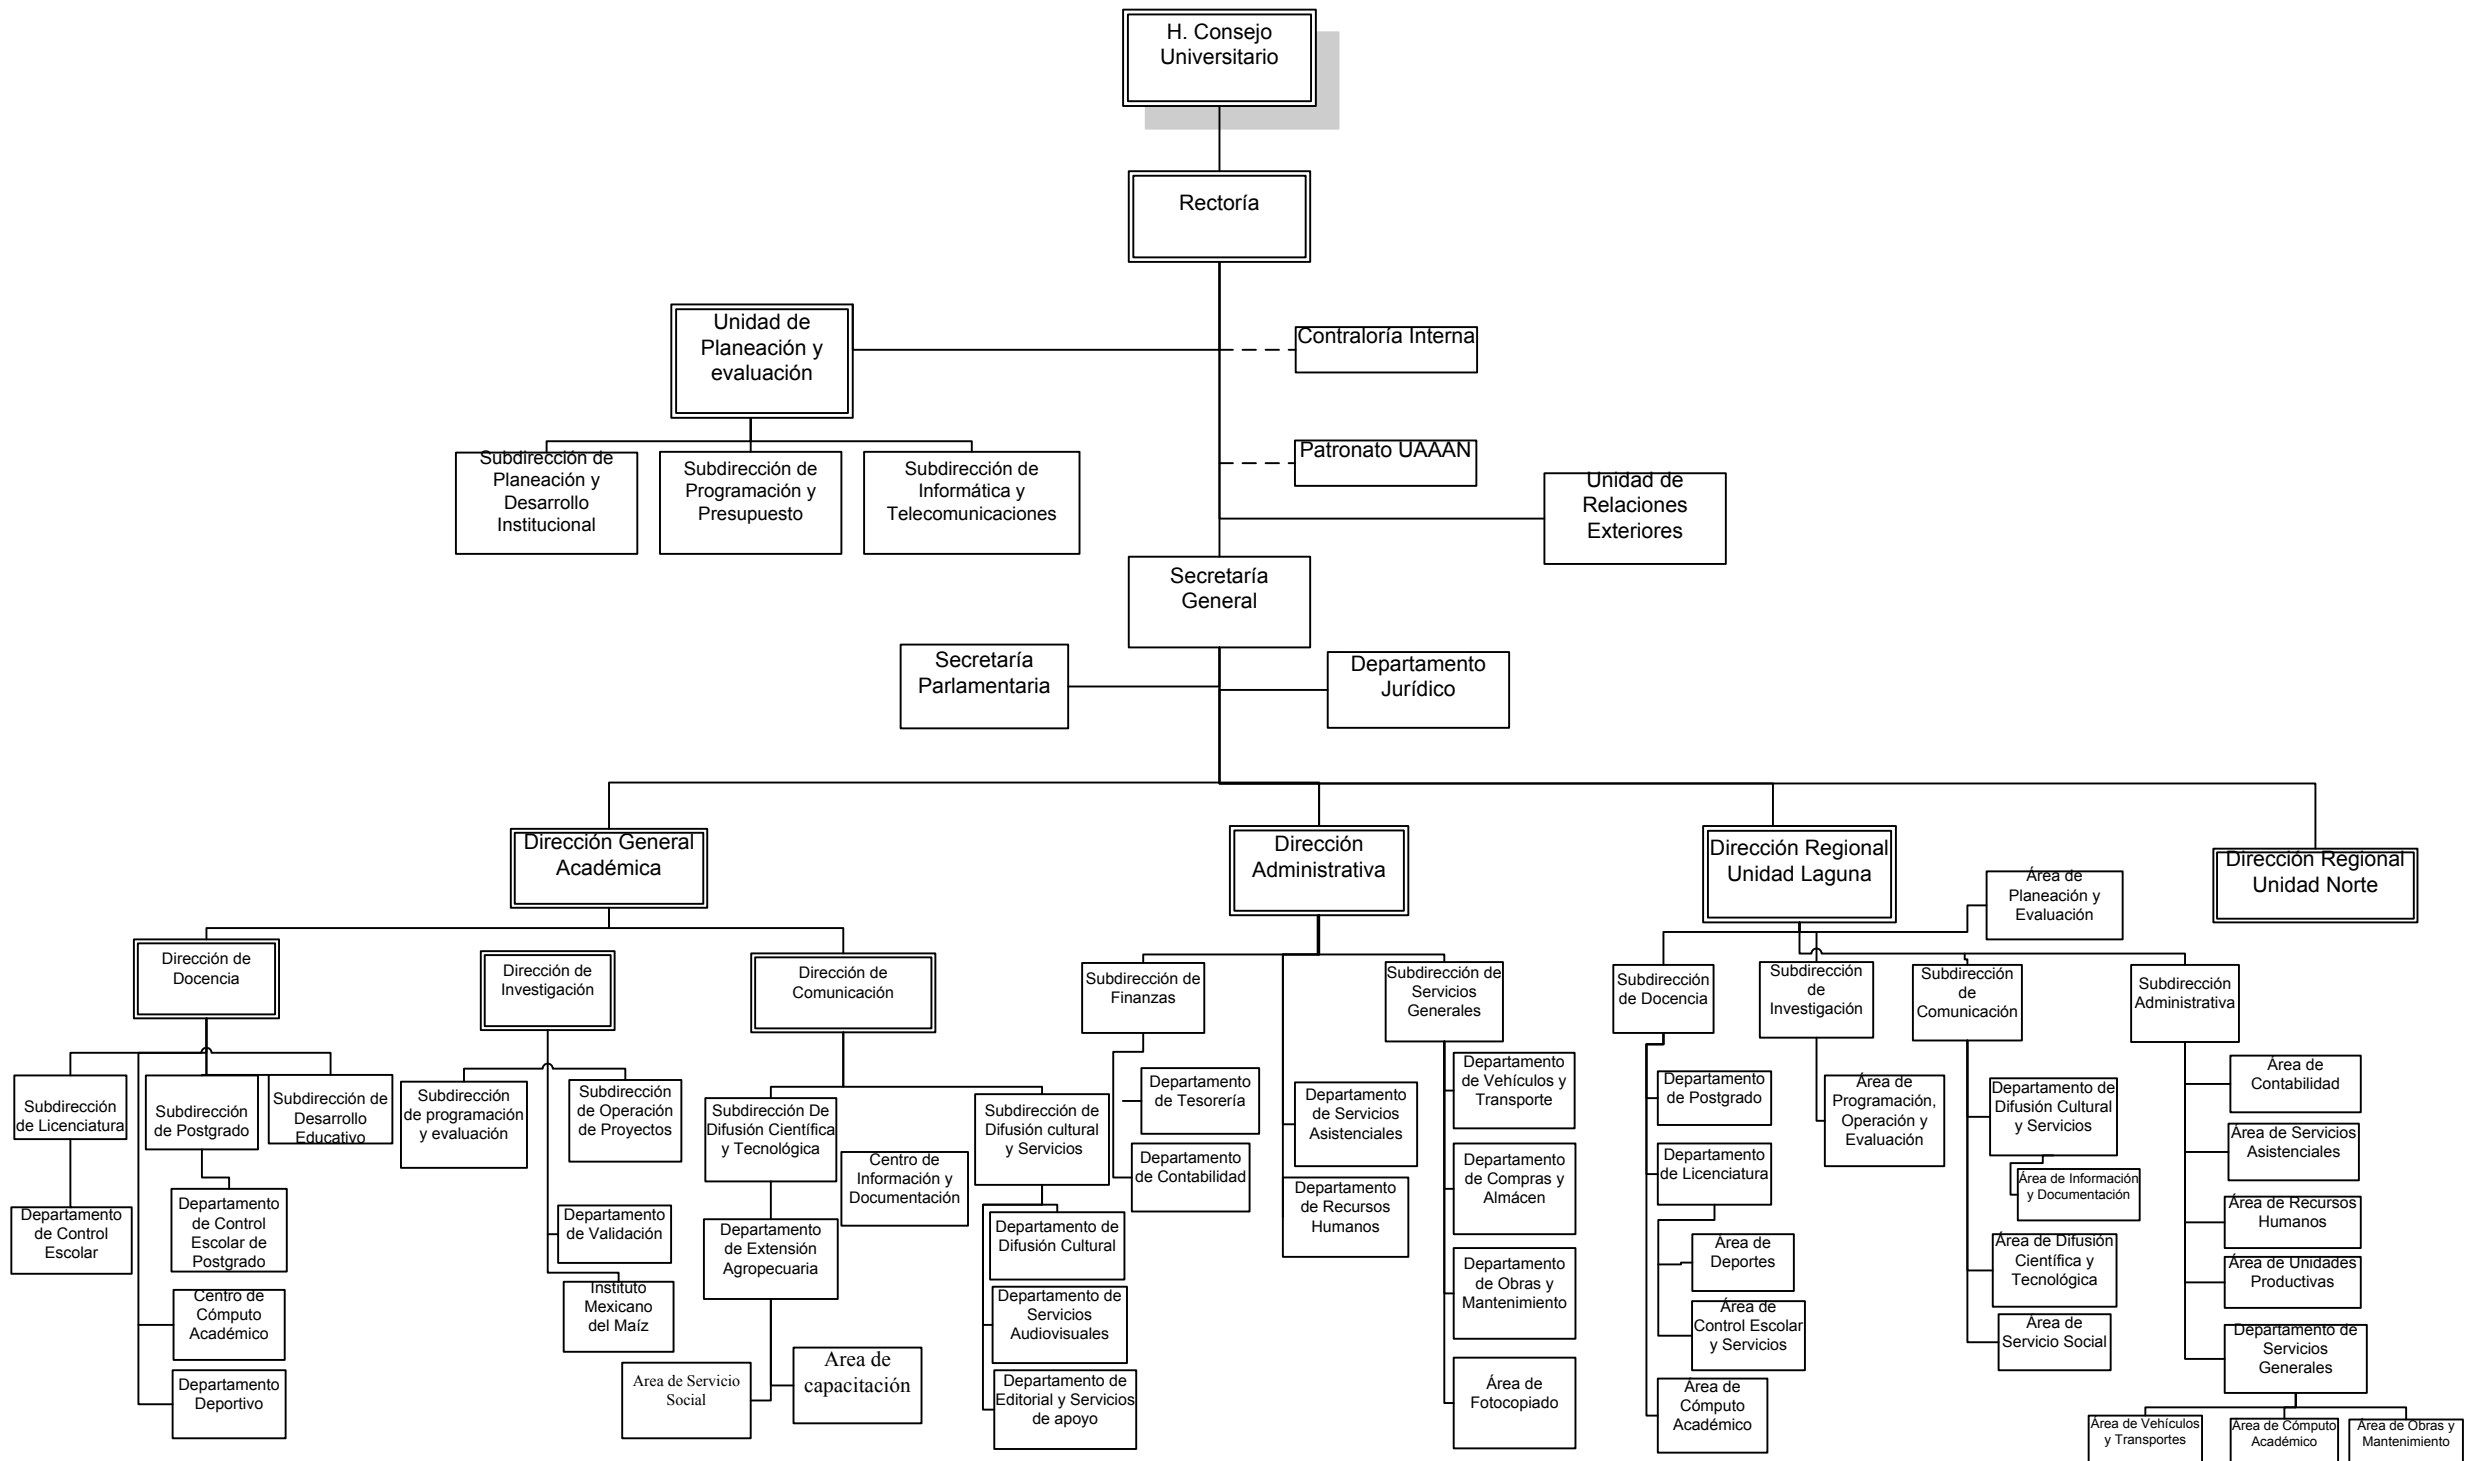 H. Consejo
Universitario
Rectoría
Unidad de
Planeación y
evaluación
Contraloría Interna
Patronato UAAAN
Subdirección de
Planeación y
Desarrollo
Institucional
Subdirección de
Programación y
Presupuesto
Subdirección de
Informática y
Telecomunicaciones
Unidad de
Relaciones
Exteriores
Secretaría
General
Secretaría
Parlamentaria
Departamento
Jurídico
Dirección General
Académica
Dirección
Administrativa
Dirección Regional
Unidad Laguna
Dirección Regional
Unidad Norte
Área de
Planeación y
Evaluación
Dirección de
Docencia
Dirección de
Investigación
Dirección de
Comunicación
Subdirección de
Finanzas
Subdirección de
Servicios
Generales
Subdirección
de Docencia
Subdirección
de
Investigación
Subdirección
de
Comunicación
Subdirección
Administrativa
Subdirección
de Licenciatura
Subdirección
de Postgrado
Subdirección de
Desarrollo
Educativo
Subdirección
de programación
y evaluación
Subdirección
de Operación
de Proyectos
Subdirección De
Difusión Científica
y Tecnológica
Centro de
Información y
Documentación
Subdirección de
Difusión cultural
y Servicios
Departamento
de Tesorería
Departamento
de Contabilidad
Departamento
de Servicios
Asistenciales
Departamento
de Recursos
Humanos
Departamento
de Vehículos y
Transporte
Departamento
de Compras y
Almácen
Departamento
de Obras y
Mantenimiento
Área de
Fotocopiado
Departamento
de Postgrado
Departamento
de Licenciatura
Área de
Deportes
Área de
Control Escolar
y Servicios
Área de
Cómputo
Académico
Área de
Programación,
Operación y
Evaluación
Departamento de
Difusión Cultural
y Servicios
Área de Información
y Documentación
Área de Difusión
Científica y
Tecnológica
Área de
Servicio Social
Área de
Contabilidad
Área de Servicios
Asistenciales
Área de Recursos
Humanos
Área de Unidades
Productivas
Departamento de
Servicios
Generales
Área de Vehículos
y Transportes
Área de Cómputo
Académico
Área de Obras y
Mantenimiento
Departamento
de Control
Escolar
Departamento
de Control
Escolar de
Postgrado
Centro de
Cómputo
Académico
Departamento
Deportivo
Departamento
de Validación
Instituto
Mexicano
del Maíz
Departamento
de Extensión
Agropecuaria
Area de Servicio
Social
Area de
capacitación
Departamento de
Difusión Cultural
Departamento de
Servicios
Audiovisuales
Departamento de
Editorial y Servicios
de apoyo